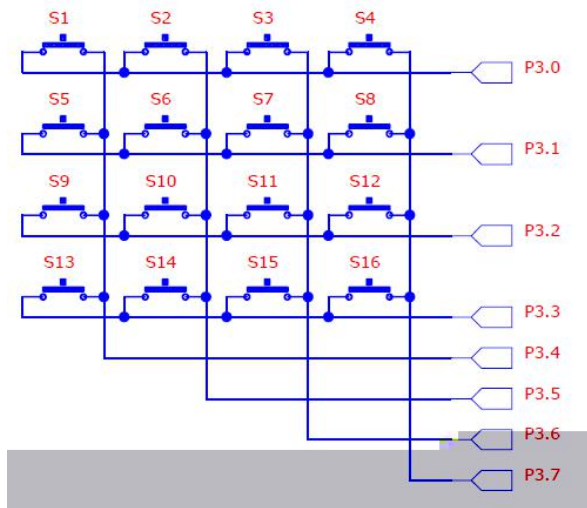 S1 S2 S3 S4
P3.0
S5 S6 S7 S8
P3.1
S9 S10 S11 S12
P3.2
S13 S14 S15 S16
P3.3
P3.4
P3.5
P3.6
P3.7